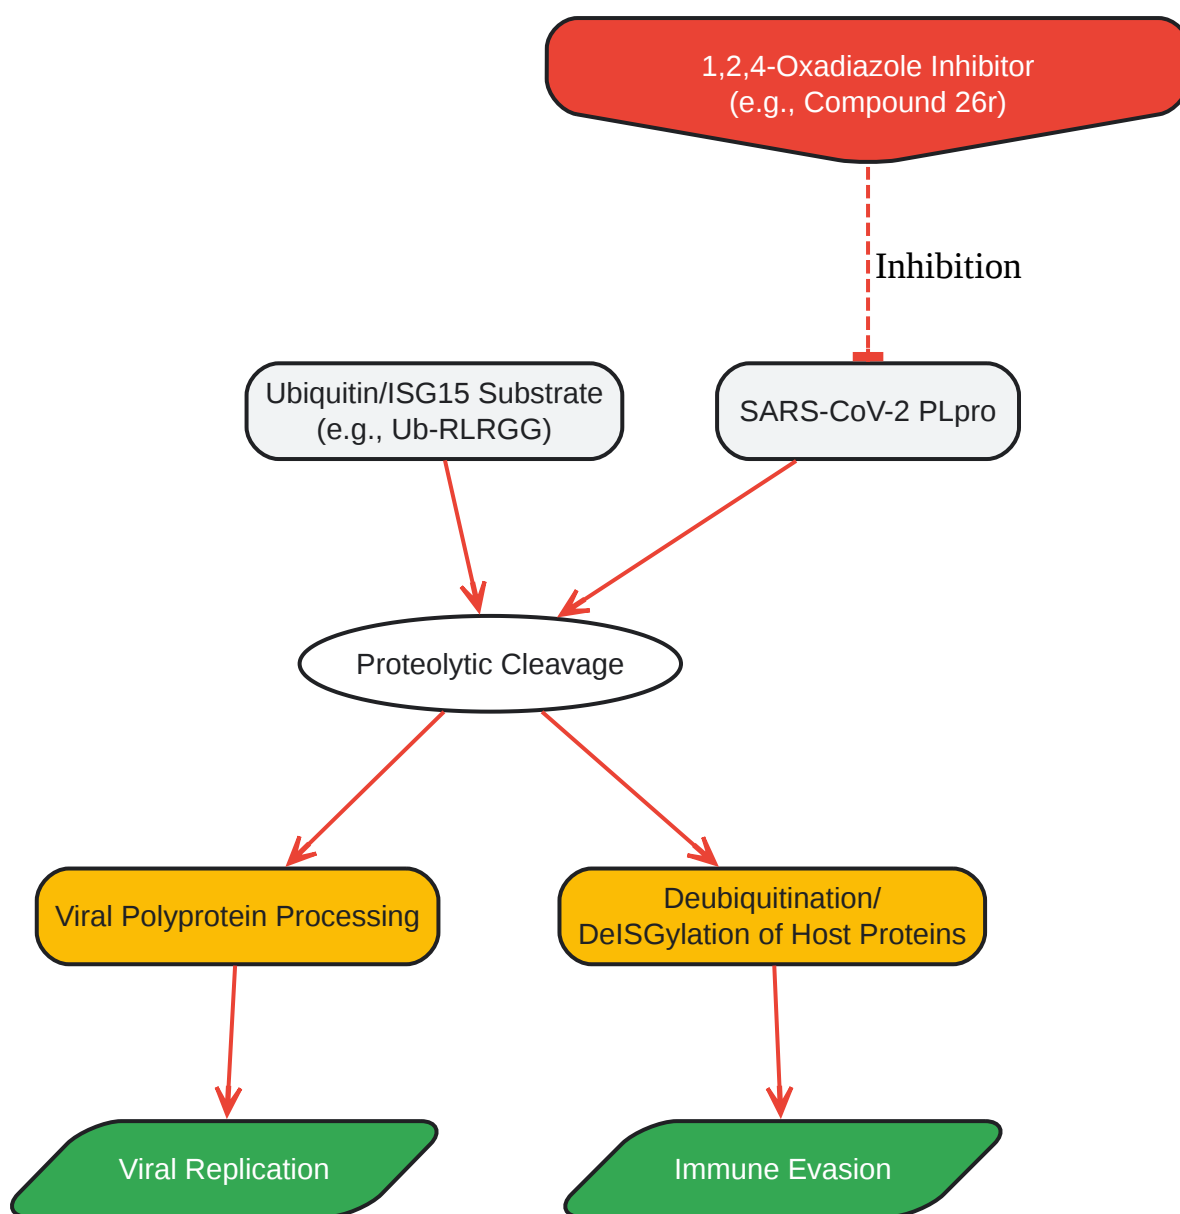 1,2,4-Oxadiazole Inhibitor
(e.g., Compound 26r)
Inhibition
Ubiquitin/ISG15 Substrate
(e.g., Ub-RLRGG)
SARS-CoV-2 PLpro
Proteolytic Cleavage
Viral Polyprotein Processing
Deubiquitination/
DeISGylation of Host Proteins
Viral Replication
Immune Evasion